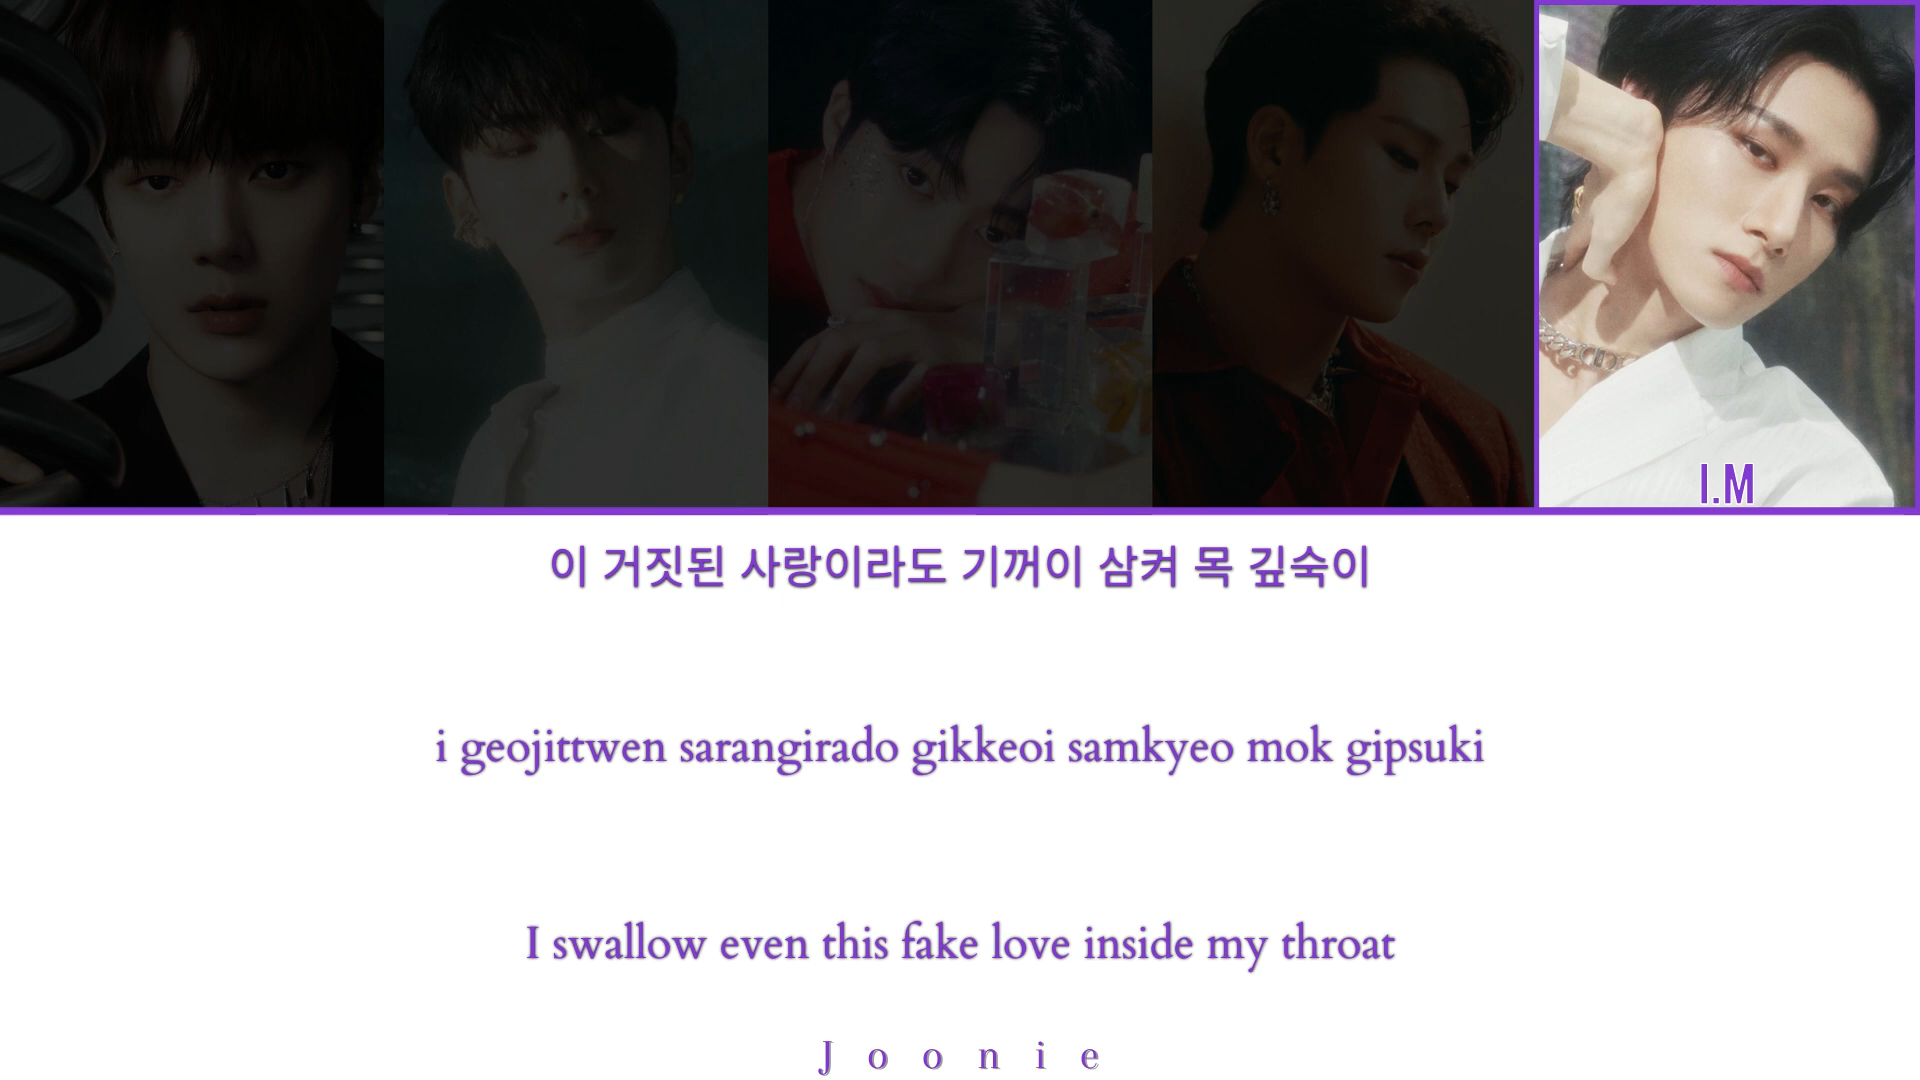 I.M
이 거짓된 사랑이라도 기꺼이 삼켜 목 깊숙이
i geojittwen sarangirado gikkeoi samkyeo mok gipsuki
I swallow even this fake love inside my throat
Joonie